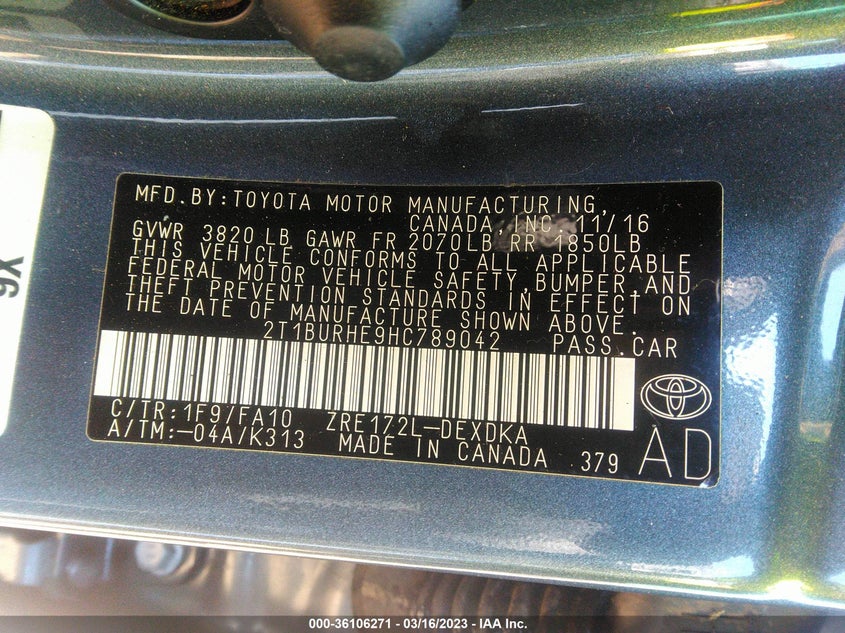 9X
MFD.BY:TOYOTA MOTOR MANUFACTURING,
CANADA,INC. 11/16
GVWR 3820 LB GAWR FR 2070LB RR 1850LB
THIS VEHICLE CONFORMS TO ALL APPLICABLE
FEDERAL MOTOR VEHICLE SAFETY,BUMPER,AND
THEFT PREVENTION STANDARDS IN EFFECT ON
THE DATE OF MANUFACTURE SHOWN ABOVE.
2T1BURHE9HC789042 PASS.CAR
C/TR:1F9/FA10 ZRE172L-DEXDKA
A/TM:-04A/K313 MADE IN CANADA 379
AD
000-36106271 - 03/16/2023 - IAA Inc.